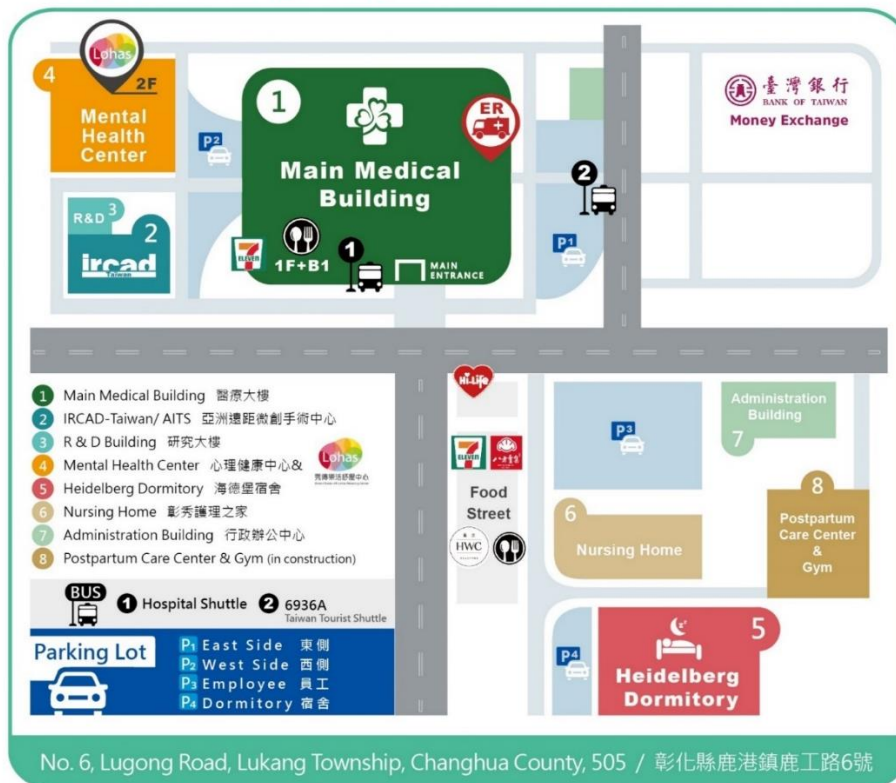 Lohas
2F
4
Mental
Health
Center
P2
1
ER
Main Medical
Building
7
ELEVEN
1F+B1
1
MAIN
ENTRANCE
2
P1
臺灣銀行
BANK OF TAIWAN
Money Exchange
R&D
3
2
ircad
Taiwan
1 Main Medical Building 醫療大樓
2 IRCAD-Taiwan/ AITS 亞洲遠距微創手術中心
3 R & D Building 研究大樓
4 Mental Health Center 心理健康中心&
Lohas
5 Heidelberg Dormitory 海德堡宿舍
6 Nursing Home 彰秀護理之家
7 Administration Building 行政辦公中心
8 Postpartum Care Center & Gym (in construction)
BUS
1 Hospital Shuttle 2 6936A
Taiwan Tourist Shuttle
Parking Lot
P1 East Side 東側
P2 West Side 西側
P3 Employee 員工
P4 Dormitory 宿舍
Hi-Life
7
ELEVEN
Food
Street
HWC
P3
Administration
Building
7
6
Nursing Home
8
Postpartum
Care Center
&
Gym
P4
5
Heidelberg
Dormitory
No. 6, Lugong Road, Lukang Township, Changhua County, 505 / 彰化縣鹿港鎮鹿工路6號